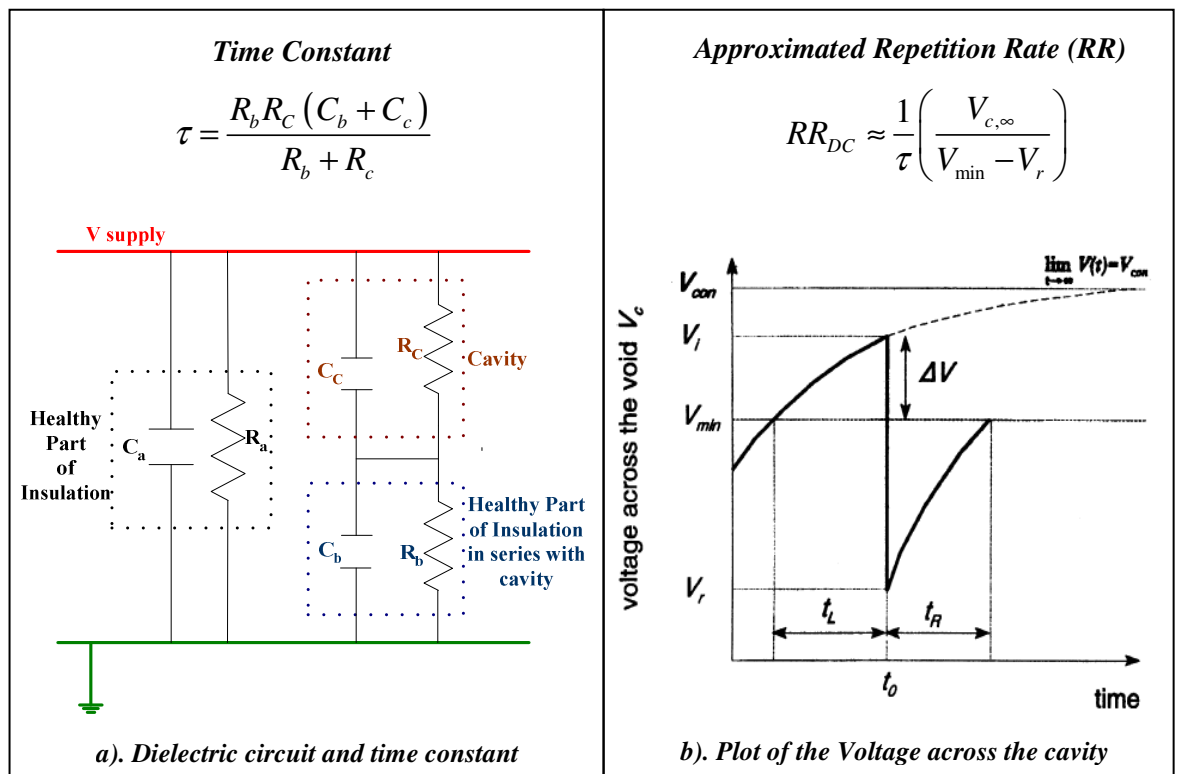 Time Constant
τ = R_b R_C (C_b + C_c) / (R_b + R_c)
V supply
R_C
Cavity
C_C
Healthy
Part
of
Insulation
C_a
R_a
Healthy Part
of Insulation
in series with
cavity
C_b
R_b
a). Dielectric circuit and time constant
Approximated Repetition Rate (RR)
RR_DC ≈ 1/τ (V_c,∞ / (V_min − V_r))
lim V(t)=V_con
t→∞
V_con
V_i
ΔV
V_min
V_r
voltage across the void V_c
t_L
t_R
t_0
time
b). Plot of the Voltage across the cavity